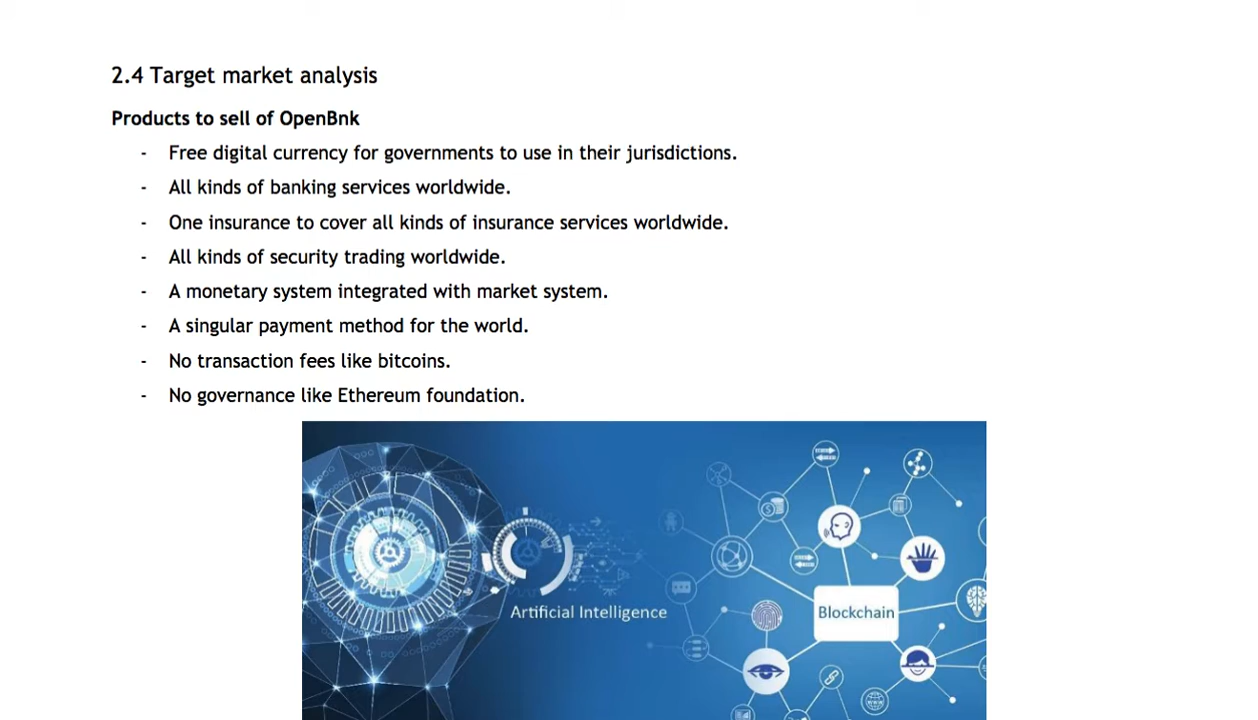 2.4 Target market analysis
Products to sell of OpenBnk
- Free digital currency for governments to use in their jurisdictions.
- All kinds of banking services worldwide.
- One insurance to cover all kinds of insurance services worldwide.
- All kinds of security trading worldwide.
- A monetary system integrated with market system.
- A singular payment method for the world.
- No transaction fees like bitcoins.
- No governance like Ethereum foundation.
Artificial Intelligence
Blockchain